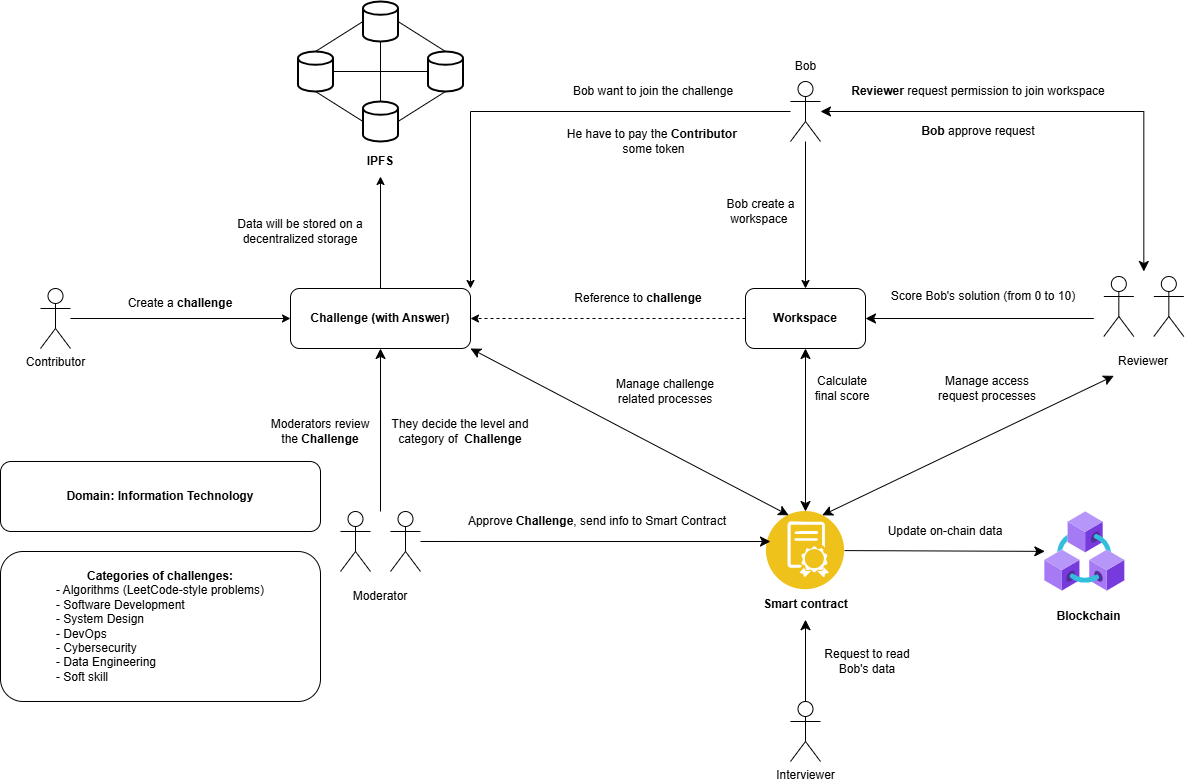 Bob
Bob want to join the challenge
Reviewer request permission to join workspace
He have to pay the Contributor
some token
Bob approve request
IPFS
Data will be stored on a
decentralized storage
Bob create a
workspace
Create a challenge
Reference to challenge
Score Bob's solution (from 0 to 10)
Challenge (with Answer)
Workspace
Contributor
Reviewer
Manage challenge
related processes
Calculate
final score
Manage access
request processes
Moderators review
the Challenge
They decide the level and
category of Challenge
Domain: Information Technology
Approve Challenge, send info to Smart Contract
Update on-chain data
Categories of challenges:
- Algorithms (LeetCode-style problems)
- Software Development
- System Design
- DevOps
- Cybersecurity
- Data Engineering
- Soft skill
Moderator
Smart contract
Blockchain
Request to read
Bob's data
Interviewer